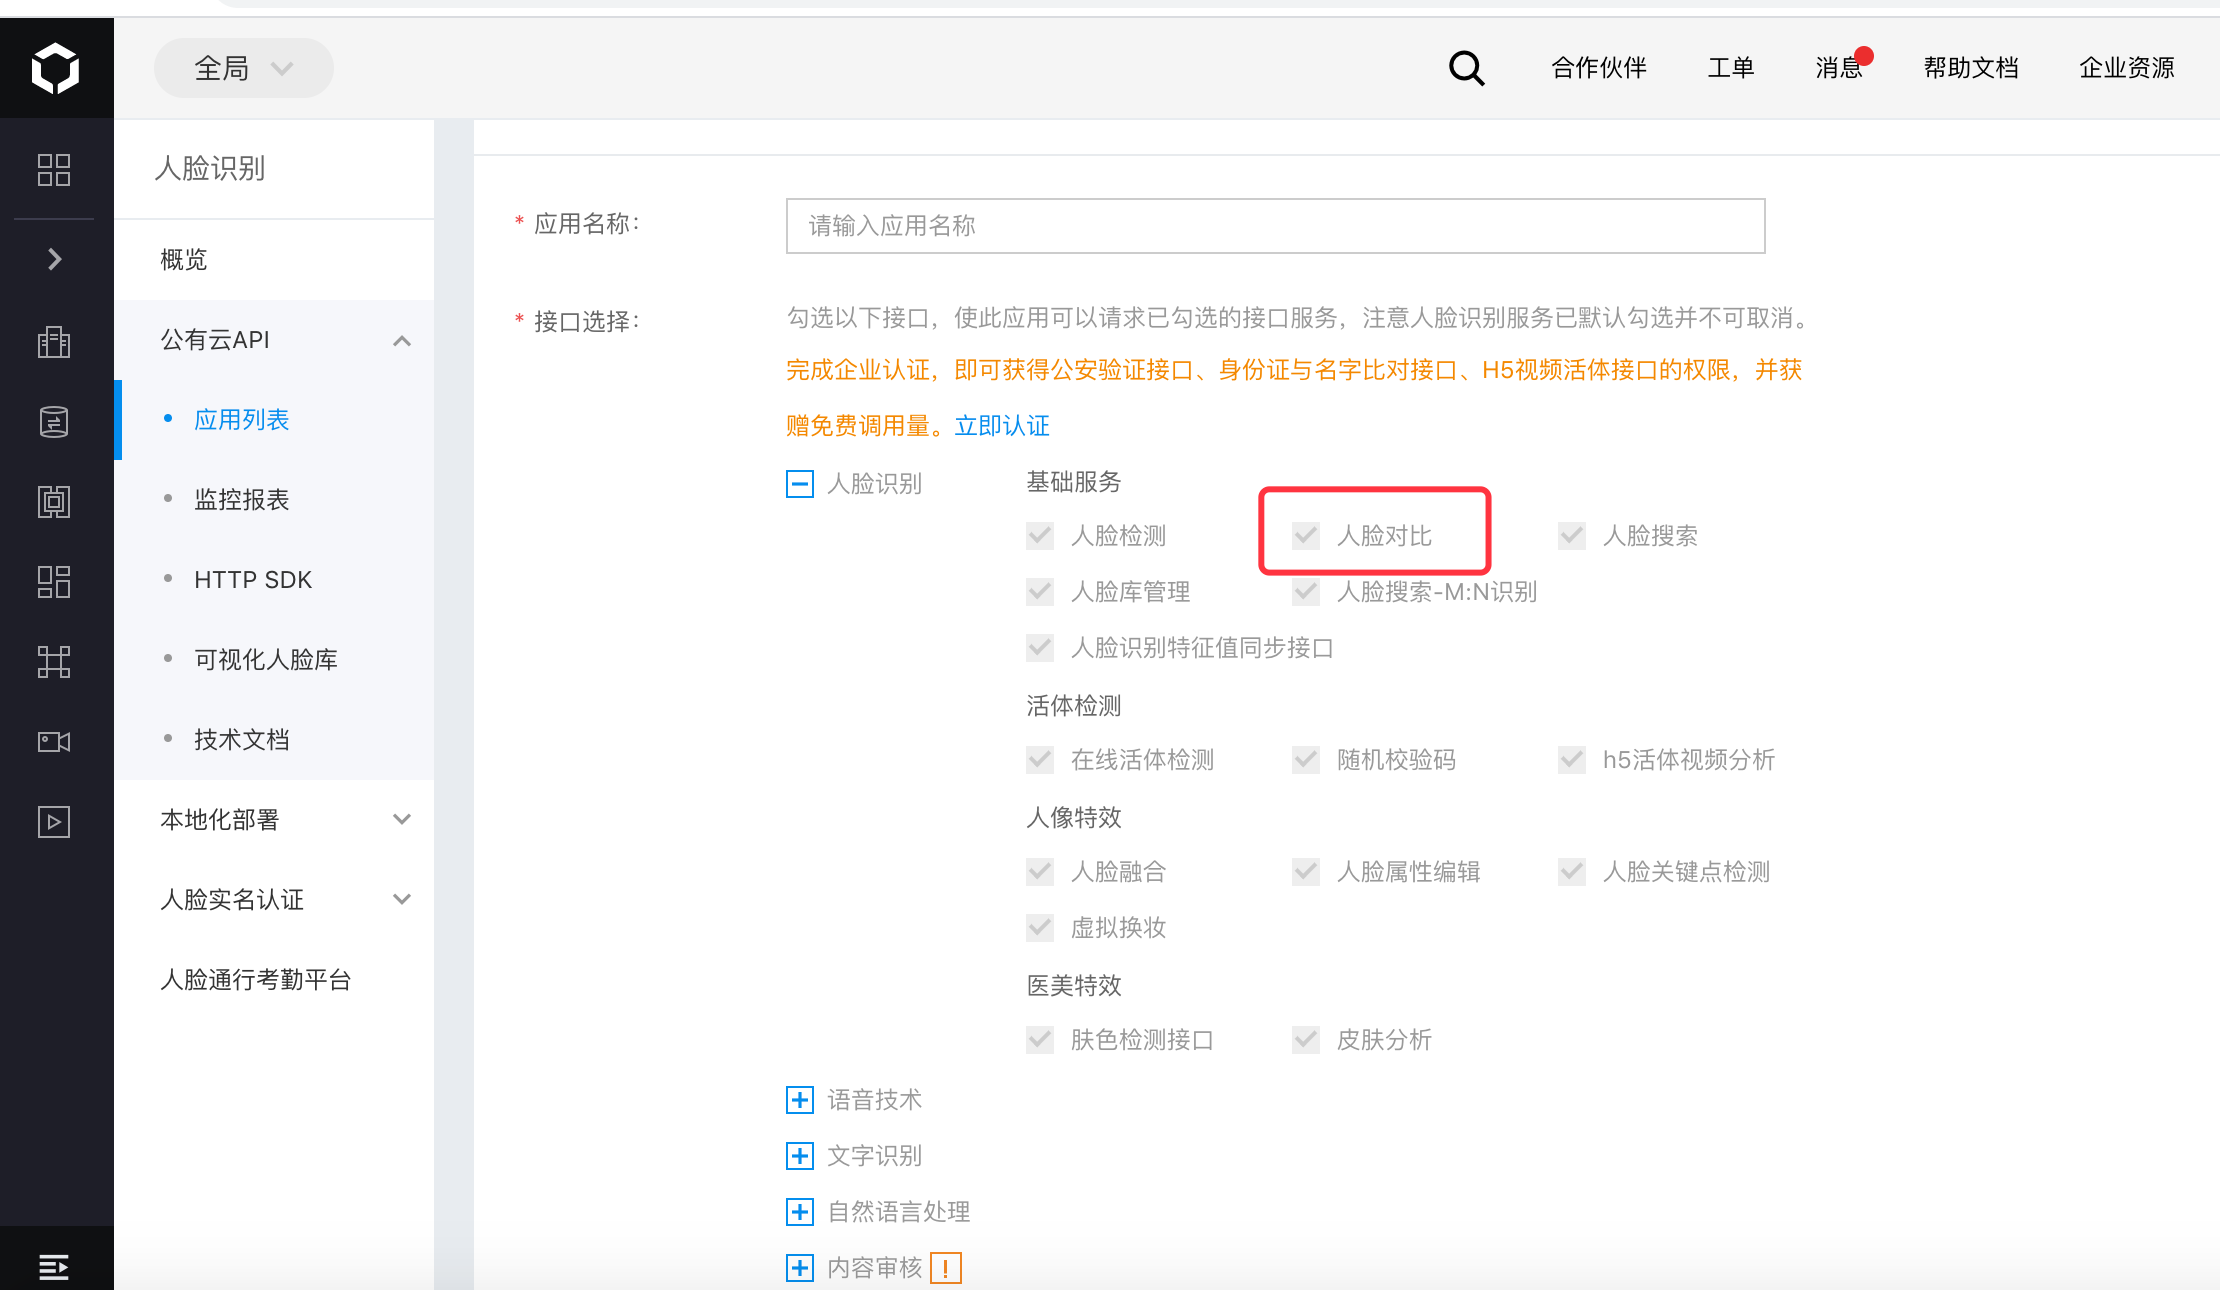 全局
合作伙伴
工单
消息
帮助文档
企业资源
人脸识别
概览
公有云API
应用列表
监控报表
HTTP SDK
可视化人脸库
技术文档
本地化部署
人脸实名认证
人脸通行考勤平台
* 应用名称：
请输入应用名称
* 接口选择：
勾选以下接口，使此应用可以请求已勾选的接口服务，注意人脸识别服务已默认勾选并不可取消。
完成企业认证，即可获得公安验证接口、身份证与名字比对接口、H5视频活体接口的权限，并获
赠免费调用量。立即认证
人脸识别
基础服务
人脸检测 人脸对比 人脸搜索
人脸库管理 人脸搜索-M:N识别
人脸识别特征值同步接口
活体检测
在线活体检测 随机校验码 h5活体视频分析
人像特效
人脸融合 人脸属性编辑 人脸关键点检测
虚拟换妆
医美特效
肤色检测接口 皮肤分析
语音技术
文字识别
自然语言处理
内容审核 !